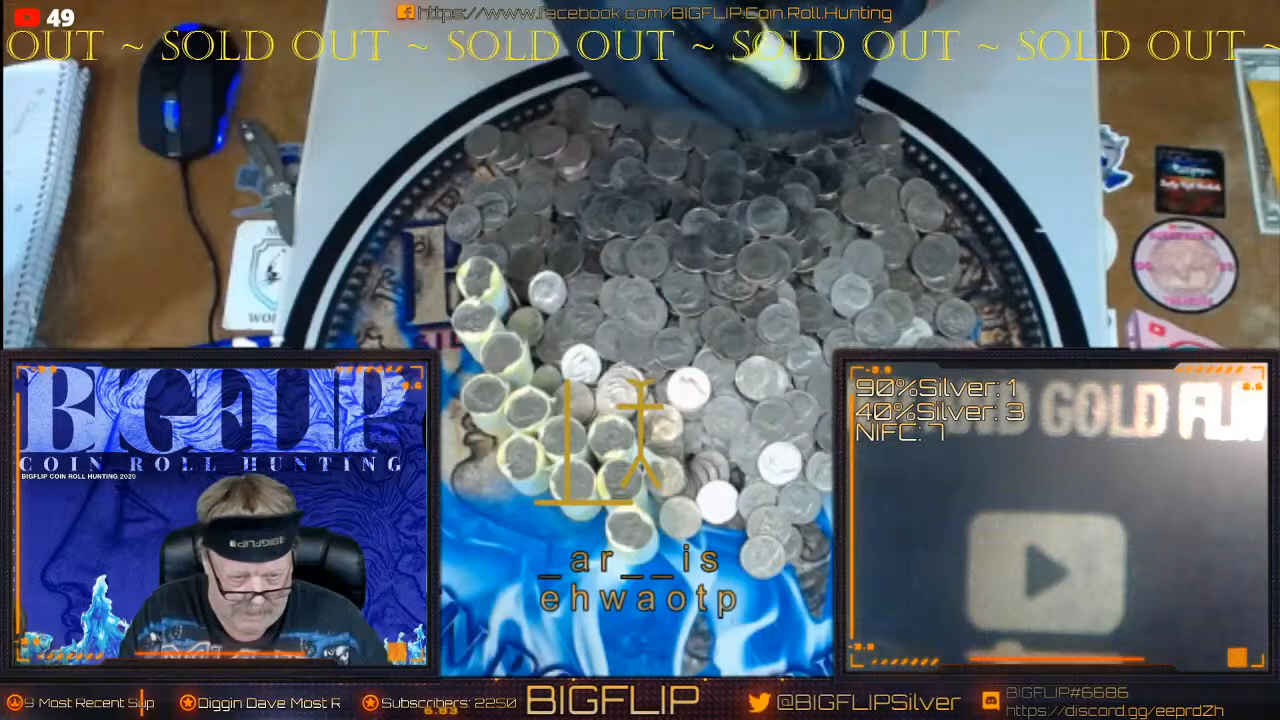 49
https://www.facebook.com/BIGFLIP.Coin.Roll.Hunting
OUT ~ SOLD OUT ~ SOLD OUT ~ SOLD OUT ~ SOLD OUT ~
BIGFLIP
COIN ROLL HUNTING
BIGFLIP COIN ROLL HUNTING 2020
BIGFLIP
90%Silver: 1
40%Silver: 3
NIFC: 7
GOLD
_ar__is
ehwaotp
Diggin Dave Most R
Subscribers: 2250
BIGFLIP
@BIGFLIPSilver
BIGFLIP#6686
https://discord.gg/eeprdZh